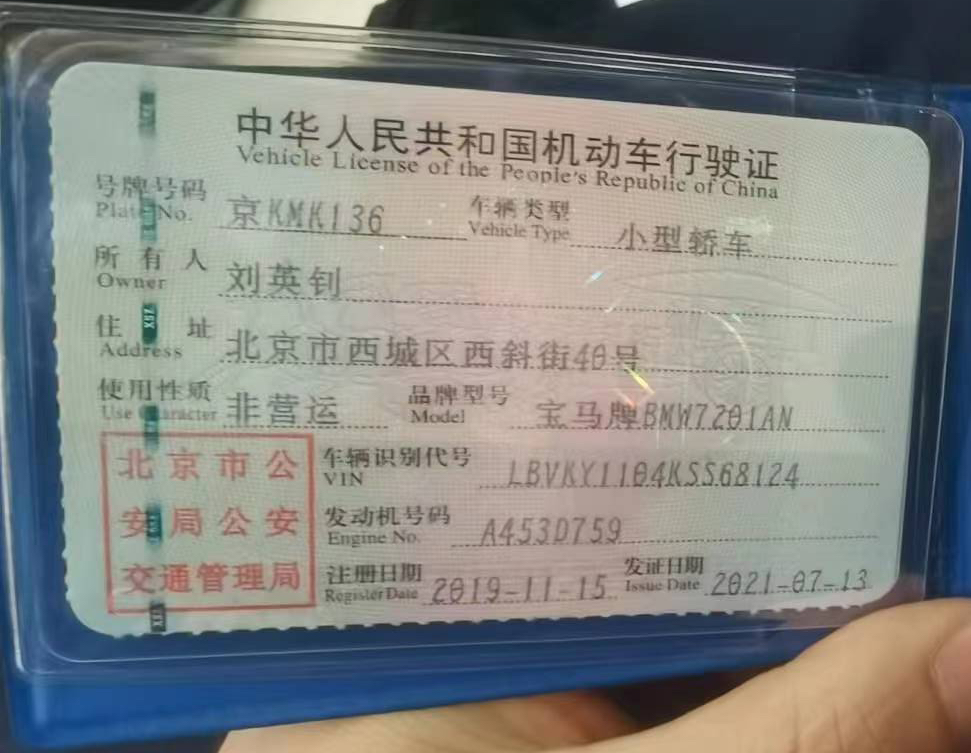 中华人民共和国机动车行驶证
Vehicle License of the People's Republic of China
号牌号码 京KMK136 车辆类型 小型轿车
Plate No. Vehicle Type
所有人 刘英钊
Owner
住址 北京市西城区西斜街40号
Address
使用性质 非营运 品牌型号 宝马牌BMW7201AN
Use Character Model
北京市公
安局公安
交通管理局
车辆识别代号 LBVKY1104KSS68124
VIN
发动机号码 A453D759
Engine No.
注册日期 2019-11-15 发证日期 2021-07-13
Register Date Issue Date